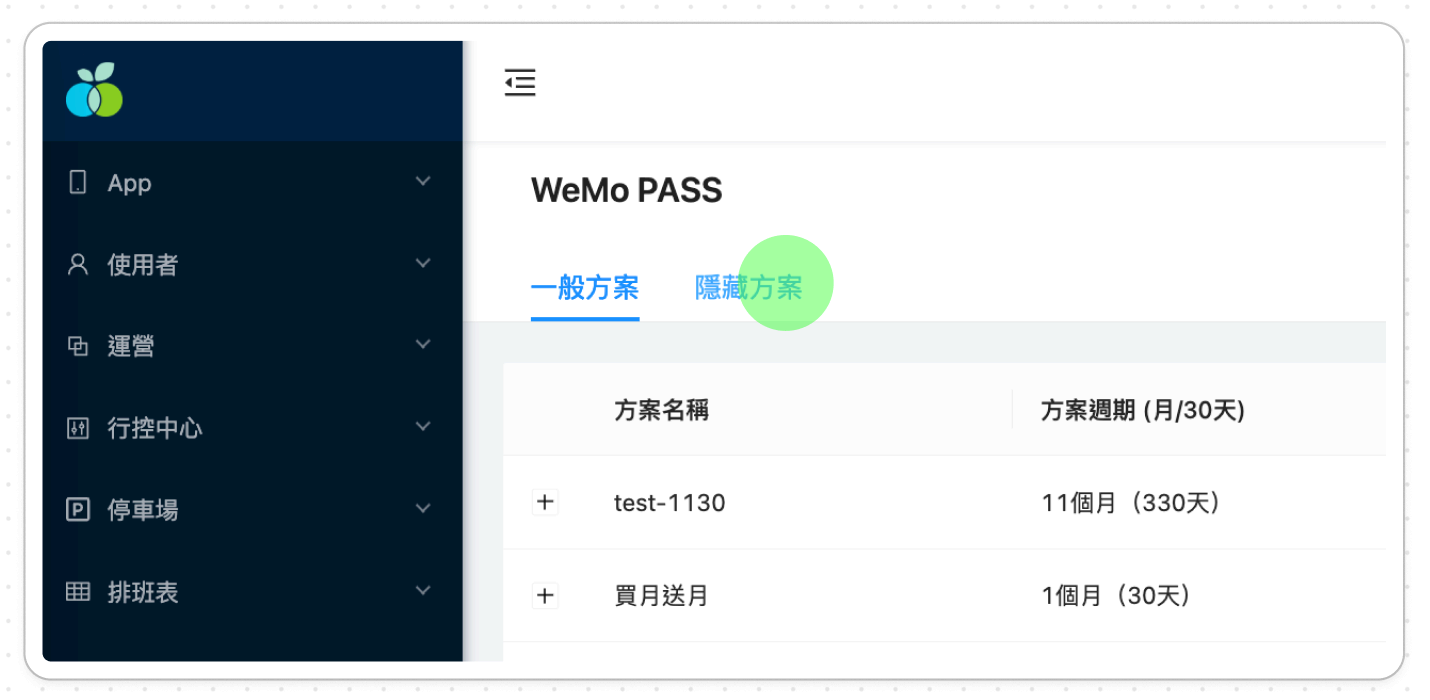 WeMo PASS
一般方案 隱藏方案
App
使用者
運營
行控中心
停車場
排班表
方案名稱 方案週期 (月/30天)
test-1130 11個月（330天）
買月送月 1個月（30天）